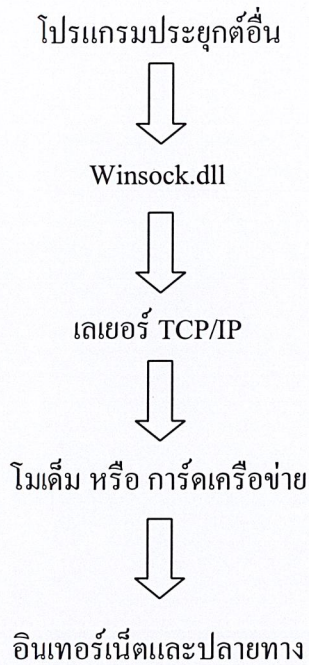 โปรแกรมประยุกต์อื่น
Winsock.dll
เลเยอร์ TCP/IP
โมเด็ม หรือ การ์ดเครือข่าย
อินเทอร์เน็ตและปลายทาง